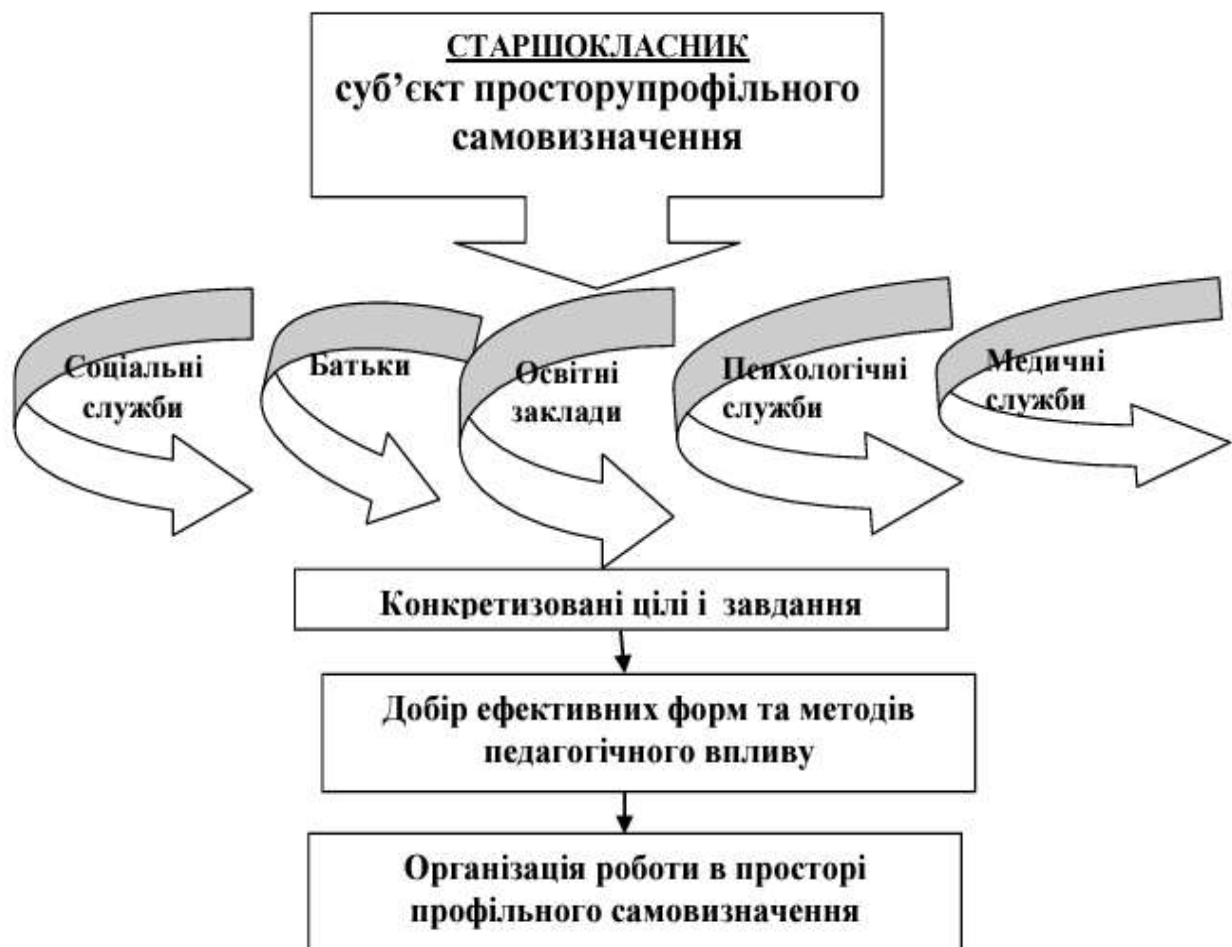 СТАРШОКЛАСНИК
суб’єкт просторупрофільного
самовизначення
Соціальні
служби
Батьки
Освітні
заклади
Психологічні
служби
Медичні
служби
Конкретизовані цілі і завдання
Добір ефективних форм та методів
педагогічного впливу
Організація роботи в просторі
профільного самовизначення